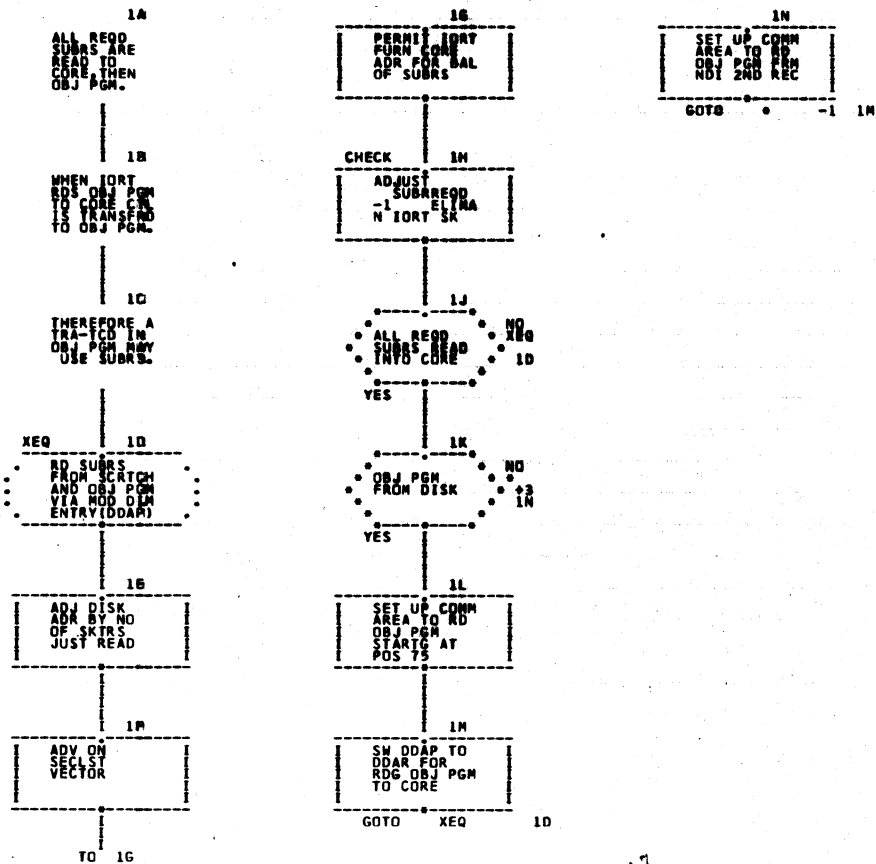 1A
ALL REQD
SUBRS ARE
READ TO
CORE, THEN
OBJ PGM.
1B
WHEN IORT
RDS OBJ PGM
TO CORE CTL
IS TRANSFRD
TO OBJ PGM.
1C
THEREFORE A
TRA-TCD IN
OBJ PGM MAY
USE SUBRS.
XEQ 1D
RD SUBRS
FROM SCRTCH
AND OBJ PGM
VIA MOD DIM
ENTRY(DDAP)
1E
ADJ DISK
ADR BY NO
OF SKTRS
JUST READ
1F
ADV ON
SECLST
VECTOR
TO 1G
1G
PERMIT IORT
FURN CORE
ADR FOR BAL
OF SUBRS
CHECK 1H
ADJUST
SUBRREQD
-1 ELIMA
N IORT SK
1J
ALL REQD
SUBRS READ
INTO CORE
NO
XEQ
1D
YES
1K
OBJ PGM
FROM DISK
NO
+3
1N
YES
1L
SET UP COMM
AREA TO RD
OBJ PGM
STARTG AT
POS 75
1M
SW DDAP TO
DDAR FOR
RDG OBJ PGM
TO CORE
GOTO XEQ 1D
1N
SET UP COMM
AREA TO RD
OBJ PGM FRM
NDI 2ND REC
GOTO * -1 1M